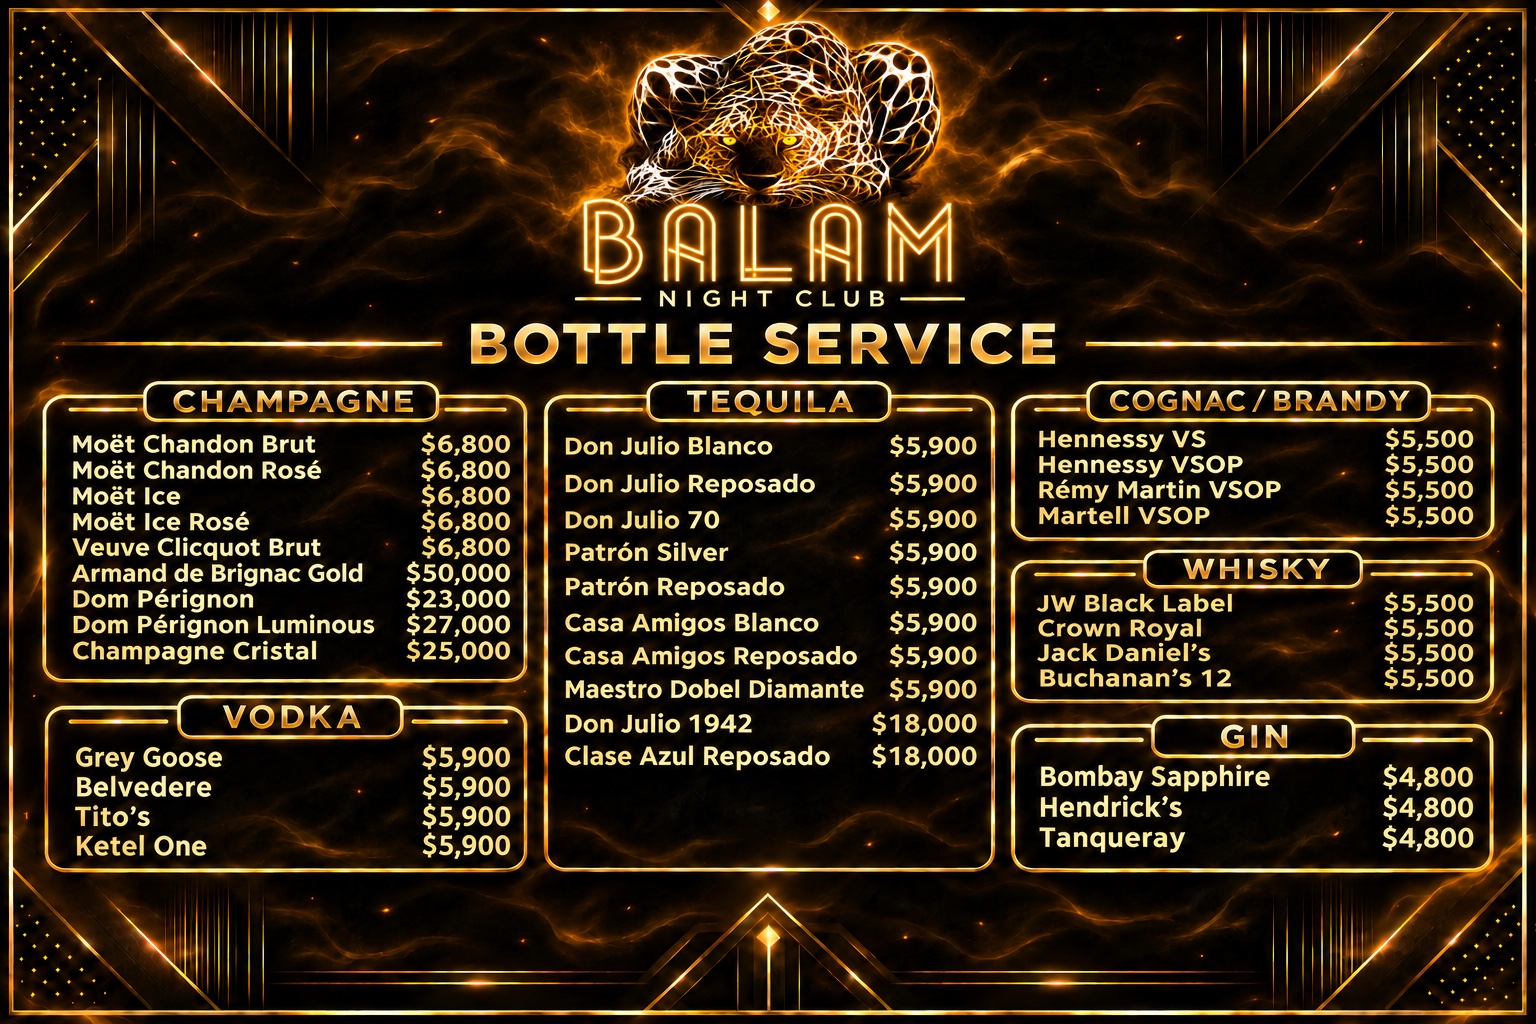 BALAM
NIGHT CLUB
BOTTLE SERVICE
CHAMPAGNE
Moët Chandon Brut $6,800
Moët Chandon Rosé $6,800
Moët Ice $6,800
Moët Ice Rosé $6,800
Veuve Clicquot Brut $6,800
Armand de Brignac Gold $50,000
Dom Pérignon $23,000
Dom Pérignon Luminous $27,000
Champagne Cristal $25,000
VODKA
Grey Goose $5,900
Belvedere $5,900
Tito's $5,900
Ketel One $5,900
TEQUILA
Don Julio Blanco $5,900
Don Julio Reposado $5,900
Don Julio 70 $5,900
Patrón Silver $5,900
Patrón Reposado $5,900
Casa Amigos Blanco $5,900
Casa Amigos Reposado $5,900
Maestro Dobel Diamante $5,900
Don Julio 1942 $18,000
Clase Azul Reposado $18,000
COGNAC / BRANDY
Hennessy VS $5,500
Hennessy VSOP $5,500
Rémy Martin VSOP $5,500
Martell VSOP $5,500
WHISKY
JW Black Label $5,500
Crown Royal $5,500
Jack Daniel's $5,500
Buchanan's 12 $5,500
GIN
Bombay Sapphire $4,800
Hendrick's $4,800
Tanqueray $4,800